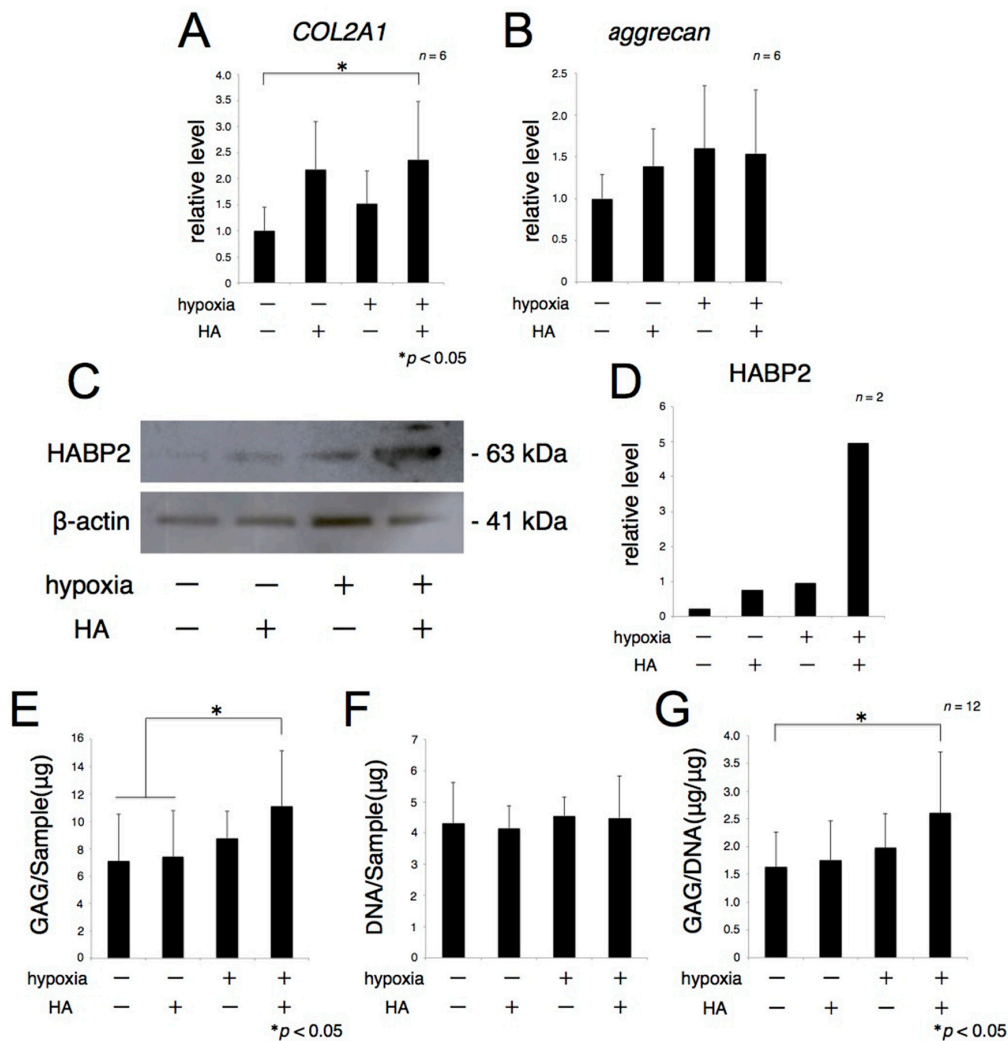 A
COL2A1
n = 6
*
relative level
4.0
3.5
3.0
2.5
2.0
1.5
1.0
0.5
0
hypoxia − − + +
HA − + − +
*p < 0.05
B
aggrecan
n = 6
relative level
2.5
2.0
1.5
1.0
0.5
0
− − + +
− + − +
C
HABP2 - 63 kDa
β-actin - 41 kDa
hypoxia − − + +
HA − + − +
D
HABP2
n = 2
relative level
6
5
4
3
2
1
0
hypoxia − − + +
HA − + − +
E
*
GAG/Sample(μg)
16
14
12
10
8
6
4
2
0
hypoxia − − + +
HA − + − +
*p < 0.05
F
DNA/Sample(μg)
7
6
5
4
3
2
1
0
hypoxia − − + +
HA − + − +
G
n = 12
*
GAG/DNA(μg/μg)
4.0
3.5
3.0
2.5
2.0
1.5
1.0
0.5
0
hypoxia − − + +
HA − + − +
*p < 0.05